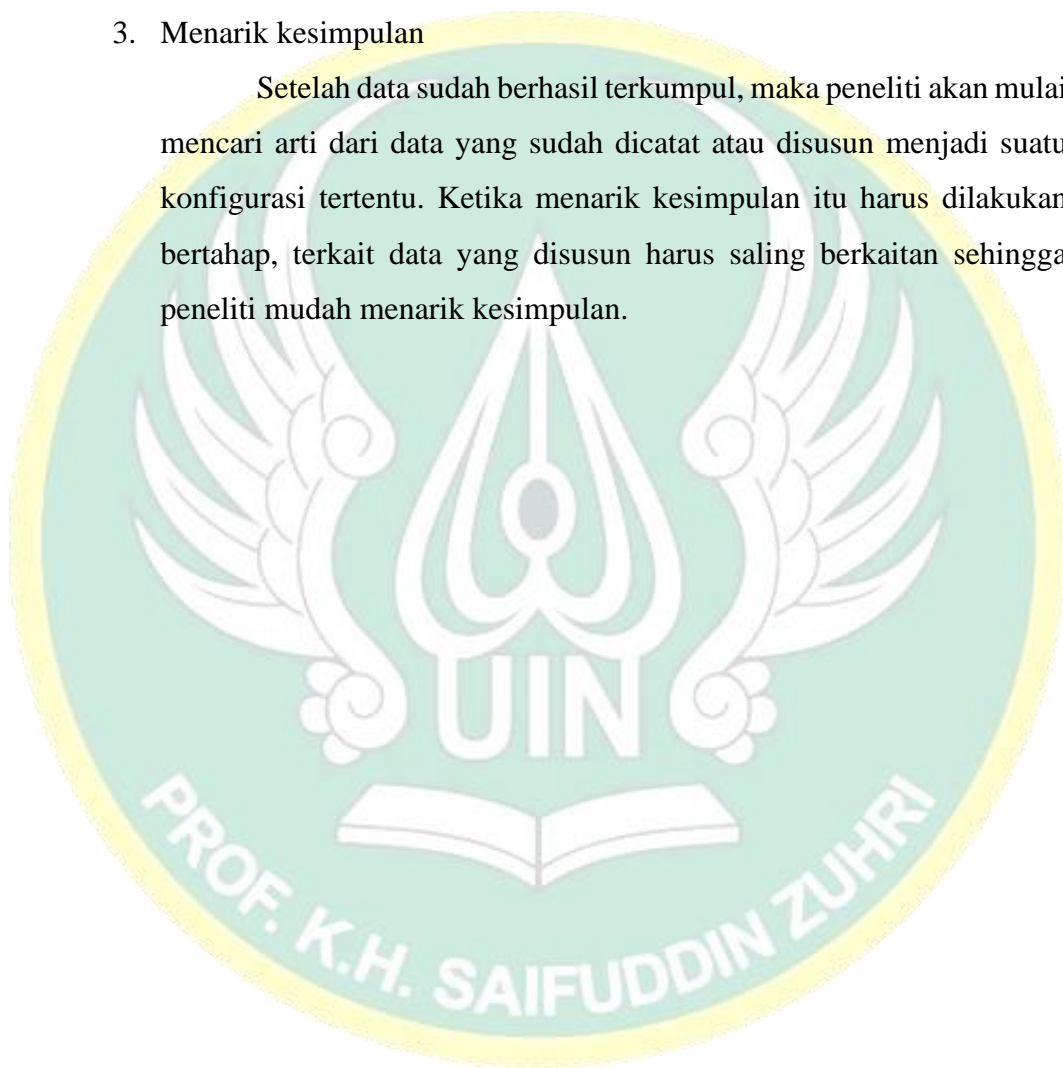 3. Menarik kesimpulan
Setelah data sudah berhasil terkumpul, maka peneliti akan mulai
mencari arti dari data yang sudah dicatat atau disusun menjadi suatu
konfigurasi tertentu. Ketika menarik kesimpulan itu harus dilakukan
bertahap, terkait data yang disusun harus saling berkaitan sehingga
peneliti mudah menarik kesimpulan.
UIN
PROF. K.H. SAIFUDDIN ZUHRI